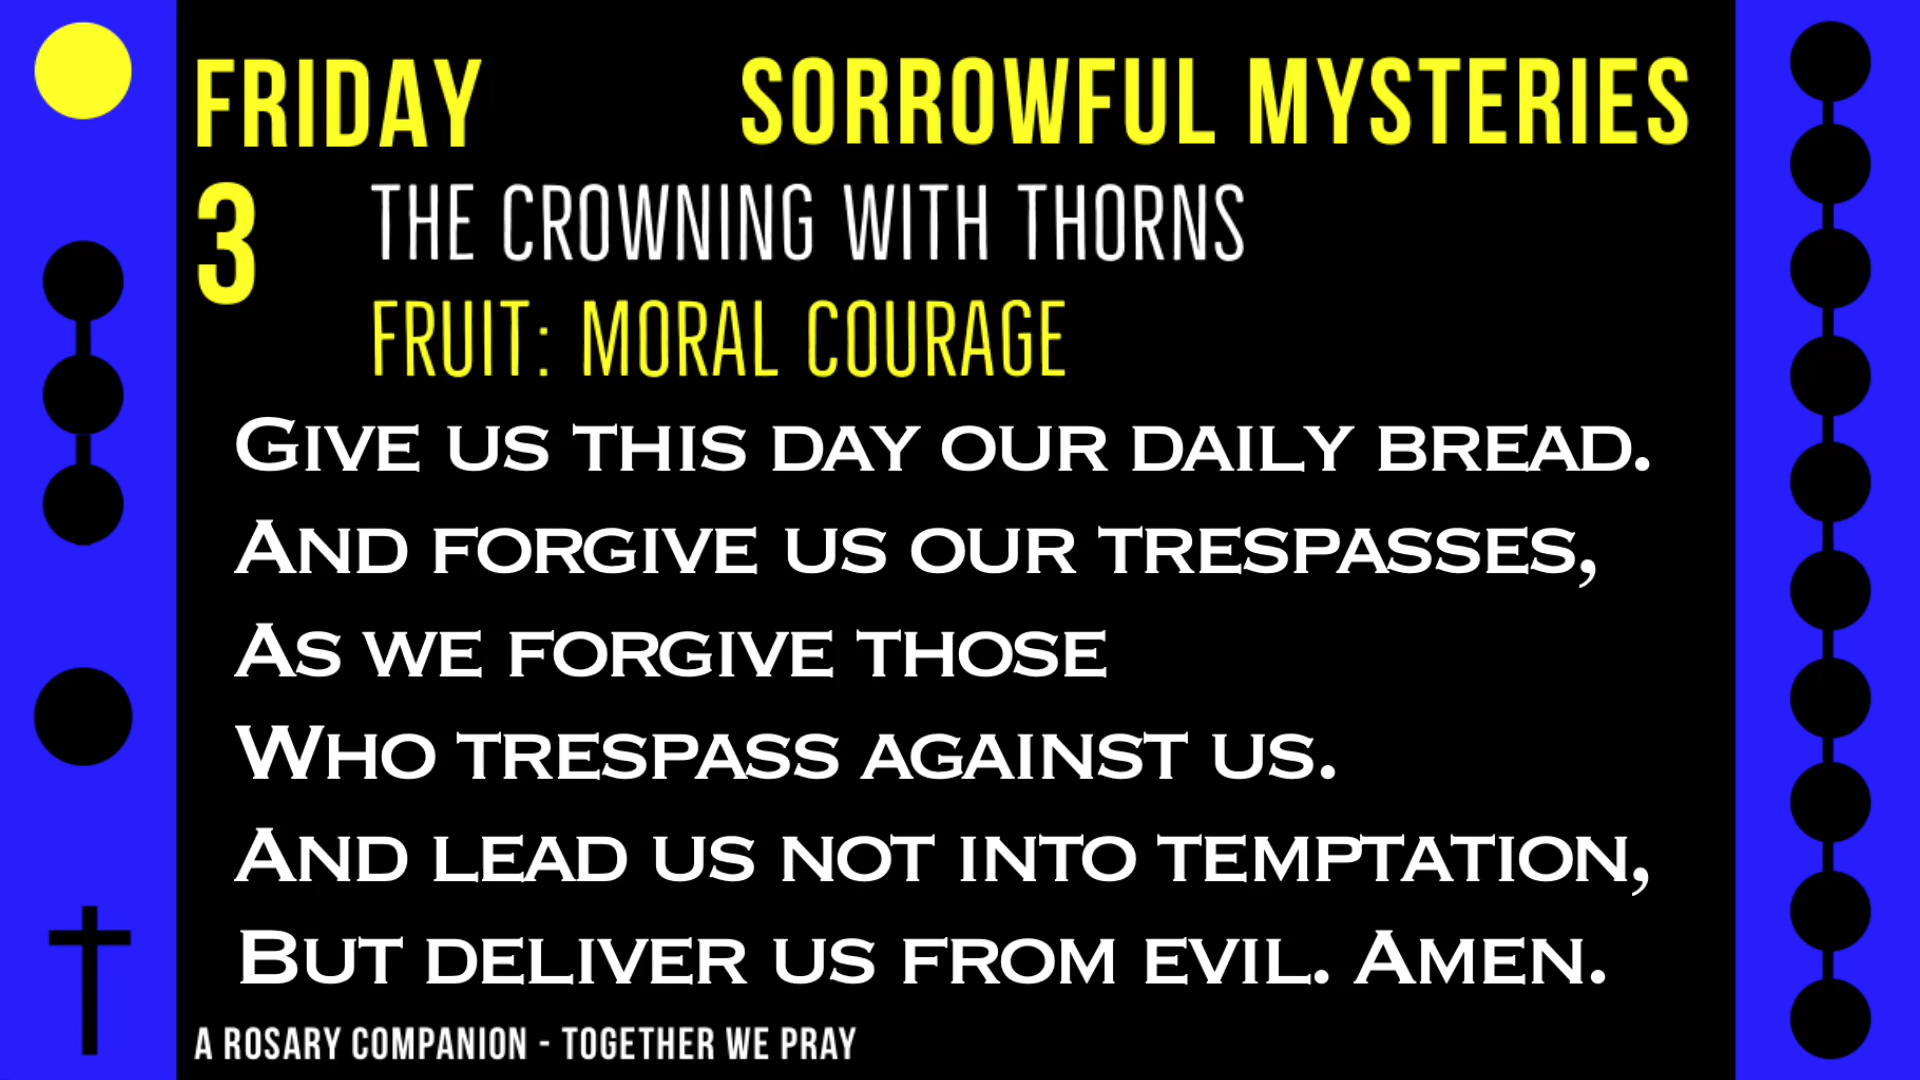 FRIDAY SORROWFUL MYSTERIES
3 THE CROWNING WITH THORNS
FRUIT: MORAL COURAGE
GIVE US THIS DAY OUR DAILY BREAD.
AND FORGIVE US OUR TRESPASSES,
AS WE FORGIVE THOSE
WHO TRESPASS AGAINST US.
AND LEAD US NOT INTO TEMPTATION,
BUT DELIVER US FROM EVIL. AMEN.
A ROSARY COMPANION - TOGETHER WE PRAY